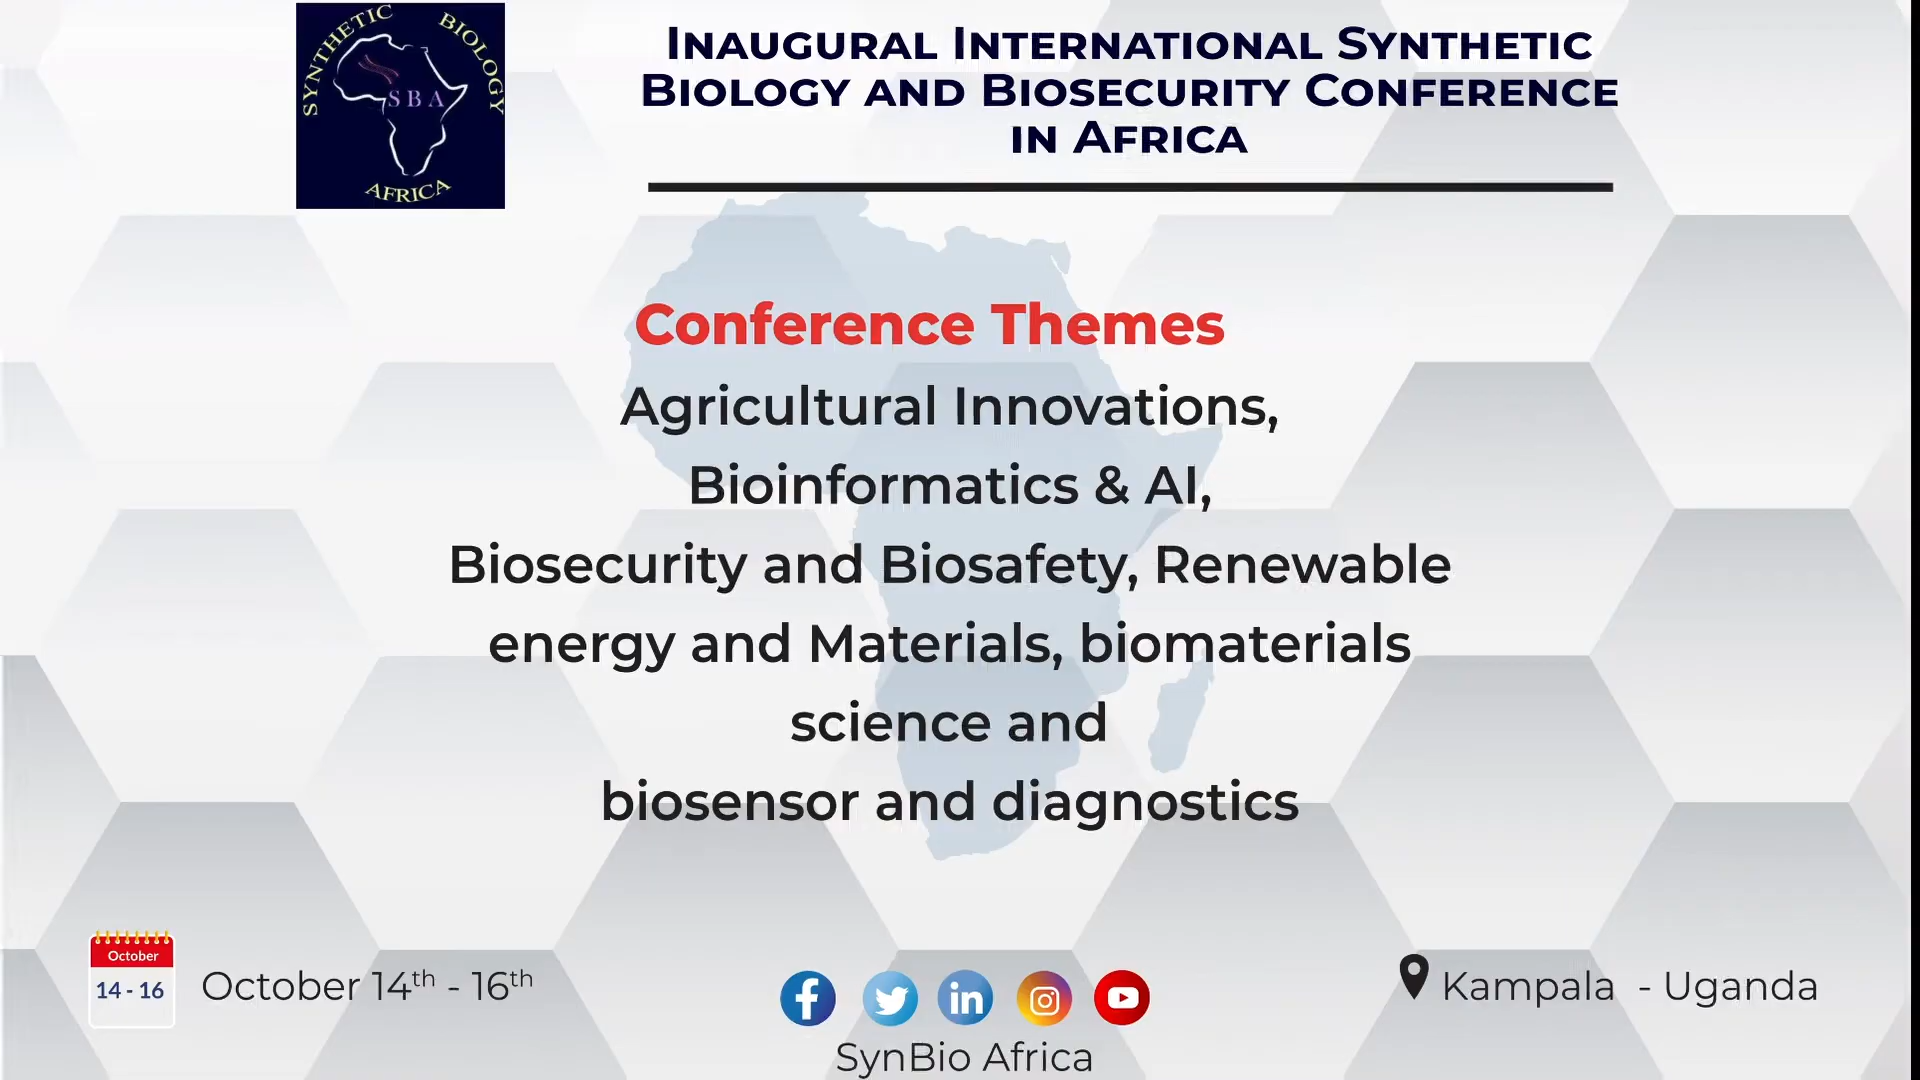 SYNTHETIC BIOLOGY
SBA
AFRICA
INAUGURAL INTERNATIONAL SYNTHETIC
BIOLOGY AND BIOSECURITY CONFERENCE
IN AFRICA
Conference Themes
Agricultural Innovations,
Bioinformatics & AI,
Biosecurity and Biosafety, Renewable
energy and Materials, biomaterials
science and
biosensor and diagnostics
October
14 - 16
October 14th - 16th
Kampala - Uganda
SynBio Africa